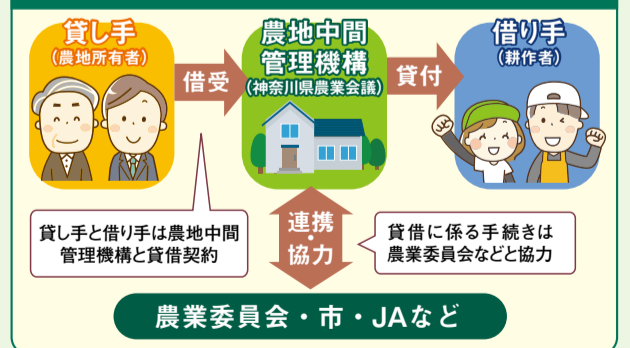 貸し手
(農地所有者)
借受
農地中間
管理機構
(神奈川県農業会議)
貸付
借り手
(耕作者)
貸し手と借り手は農地中間
管理機構と貸借契約
連携
・
協力
貸借に係る手続きは
農業委員会などと協力
農業委員会・市・JAなど